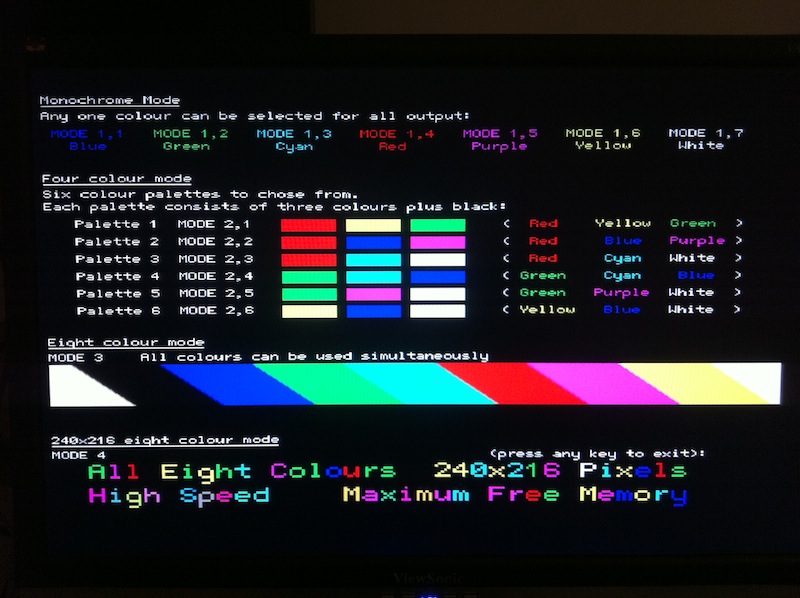 Monochrome Mode
Any one colour can be selected for all output:
MODE 1,1 MODE 1,2 MODE 1,3 MODE 1,4 MODE 1,5 MODE 1,6 MODE 1,7
Blue Green Cyan Red Purple Yellow White
Four colour mode
Six colour palettes to chose from.
Each palette consists of three colours plus black:
Palette 1 MODE 2,1 < Red Yellow Green >
Palette 2 MODE 2,2 < Red Blue Purple >
Palette 3 MODE 2,3 < Red Cyan White >
Palette 4 MODE 2,4 < Green Cyan Blue >
Palette 5 MODE 2,5 < Green Purple White >
Palette 6 MODE 2,6 < Yellow Blue White >
Eight colour mode
MODE 3 All colours can be used simultaneously
240x216 eight colour mode
MODE 4 (press any key to exit):
All Eight Colours 240x216 Pixels
High Speed Maximum Free Memory
ViewSonic